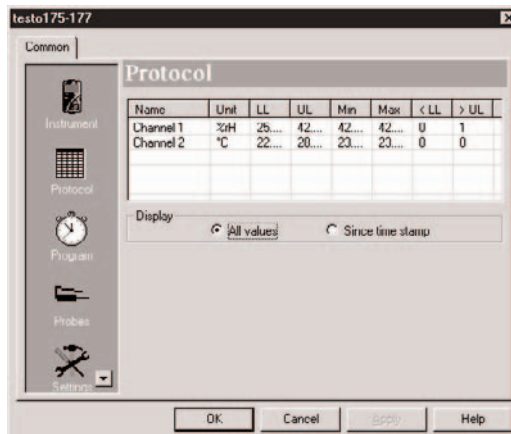 testo175-177
Common
Protocol
Instrument
Protocol
Program
Probes
Settings
Name Unit LL UL Min Max < LL > UL
Channel 1 %rH 25.... 42.... 42.... 42.... 0 1
Channel 2 °C 22.... 20.... 23.... 23.... 0 0
Display
All values Since time stamp
OK Cancel Apply Help